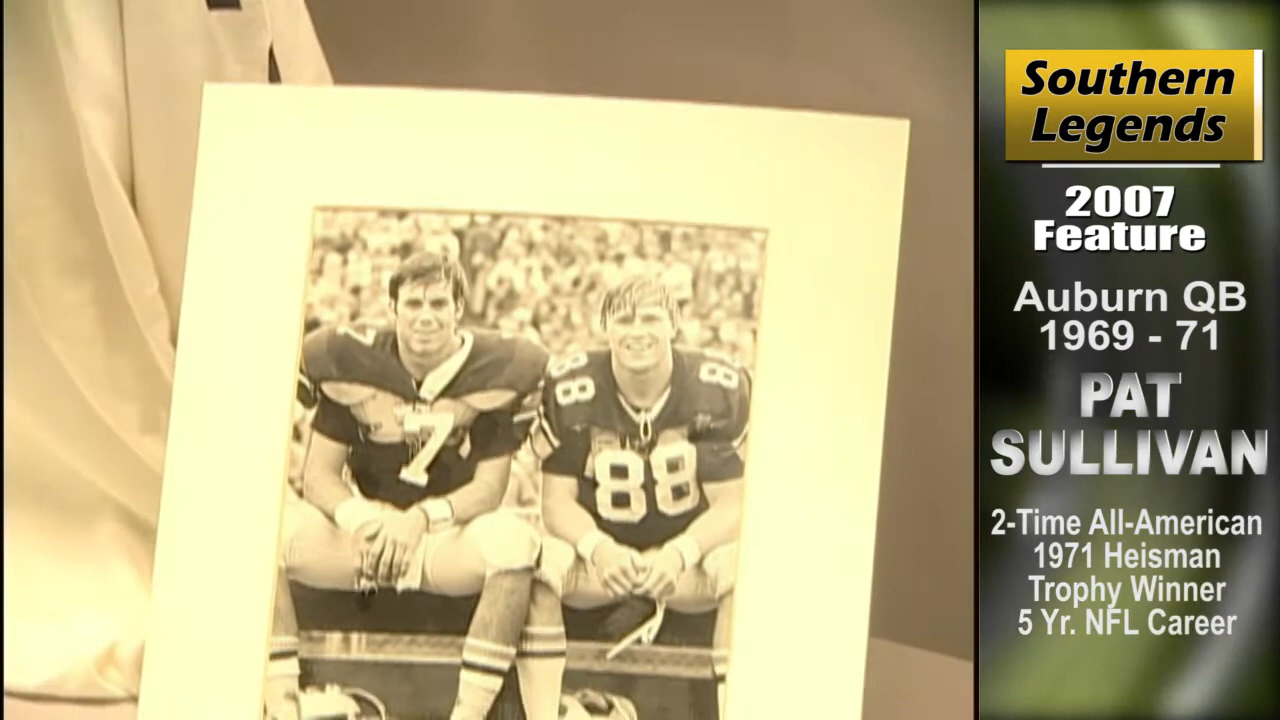 Southern
Legends
2007
Feature
Auburn QB
1969 - 71
PAT
SULLIVAN
2-Time All-American
1971 Heisman
Trophy Winner
5 Yr. NFL Career
7
7
88
88
88